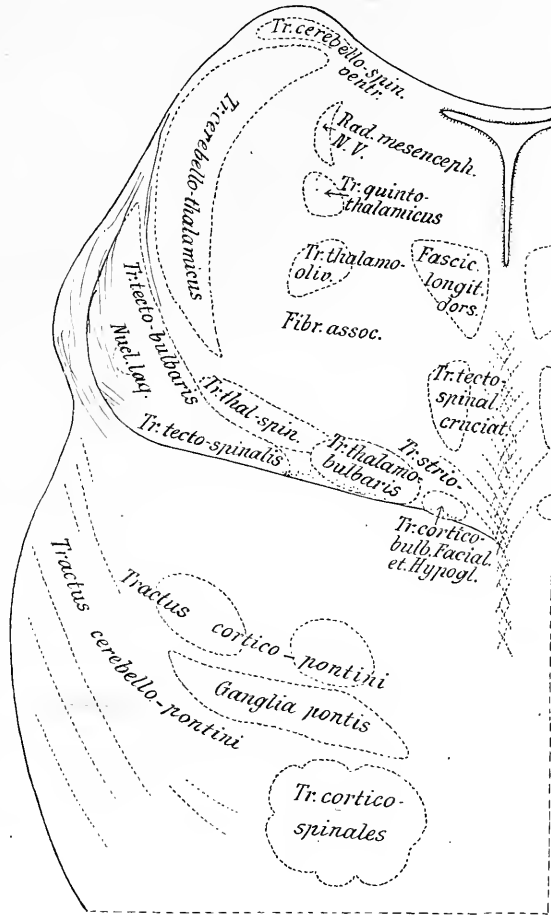 Tr. cerebello-spin.
ventr.
Tr. cerebello-thalamicus
Rad. mesenceph.
N V.
Tr. quinto-
thalamicus
Tr. thalamo-
oliv.
Fascic.
longit.
dors.
Fibr. assoc.
Tr. tecto-bulbaris
Nucl. laq.
Tr. tecto-
spinal
cruciat.
Tr. thal.-spin.
Tr. tecto-spinalis
Tr. thalamo-
bulbaris
Tr. strio-
Tr. cortico-
bulb. Facial.
et. Hypogl.
Tractus cerebello-pontini
Tractus cortico-pontini
Ganglia pontis
Tr. cortico-
spinales